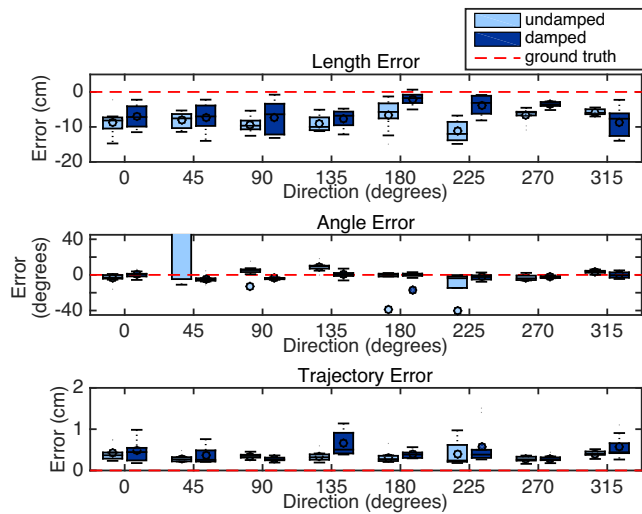 undamped
damped
ground truth
Length Error
Error (cm)
0
-10
-20
0 45 90 135 180 225 270 315
Direction (degrees)
Angle Error
Error
(degrees)
40
0
-40
0 45 90 135 180 225 270 315
Direction (degrees)
Trajectory Error
Error (cm)
2
1
0
0 45 90 135 180 225 270 315
Direction (degrees)